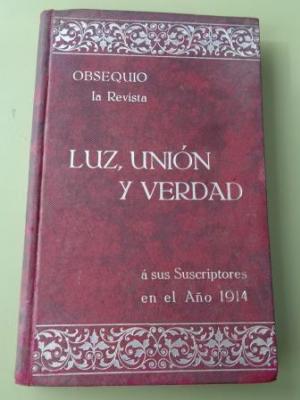 OBSEQUIO
la Revista
LUZ, UNIÓN
Y VERDAD
á sus Suscriptores
en el Año 1914